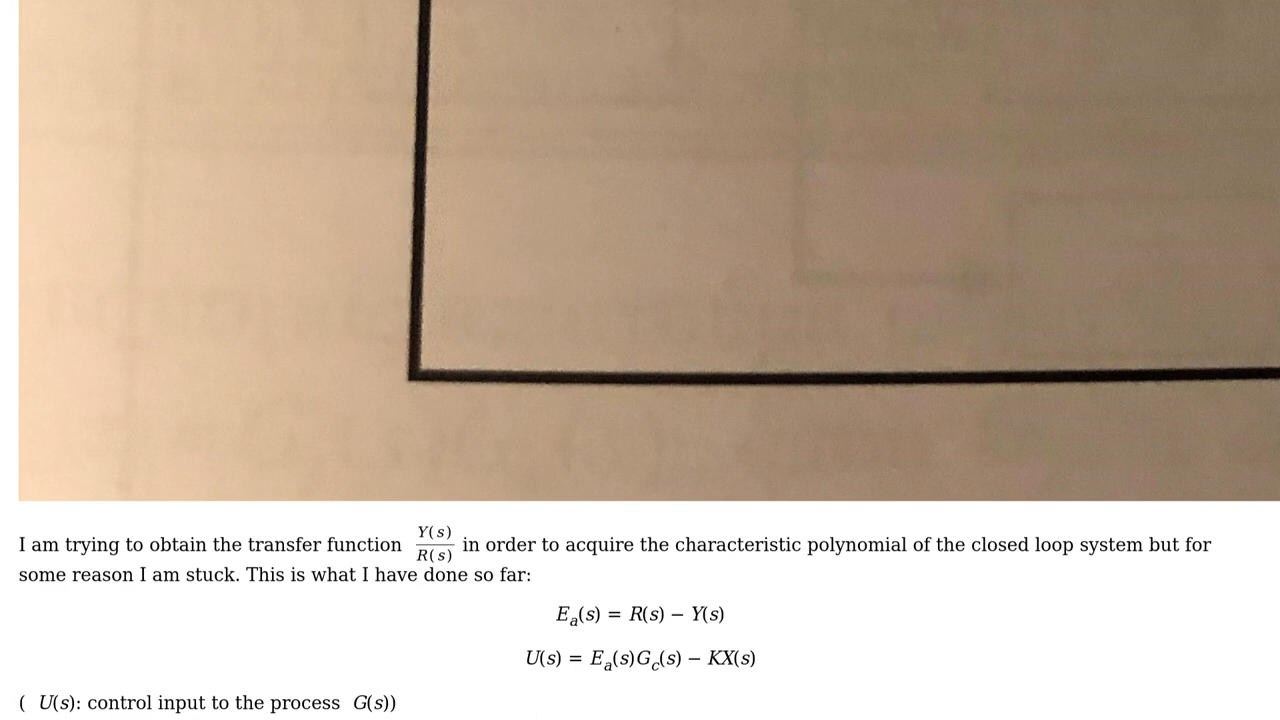 I am trying to obtain the transfer function Y(s)/R(s) in order to acquire the characteristic polynomial of the closed loop system but for
some reason I am stuck. This is what I have done so far:
E_a(s) = R(s) − Y(s)
U(s) = E_a(s)G_c(s) − KX(s)
( U(s): control input to the process G(s))